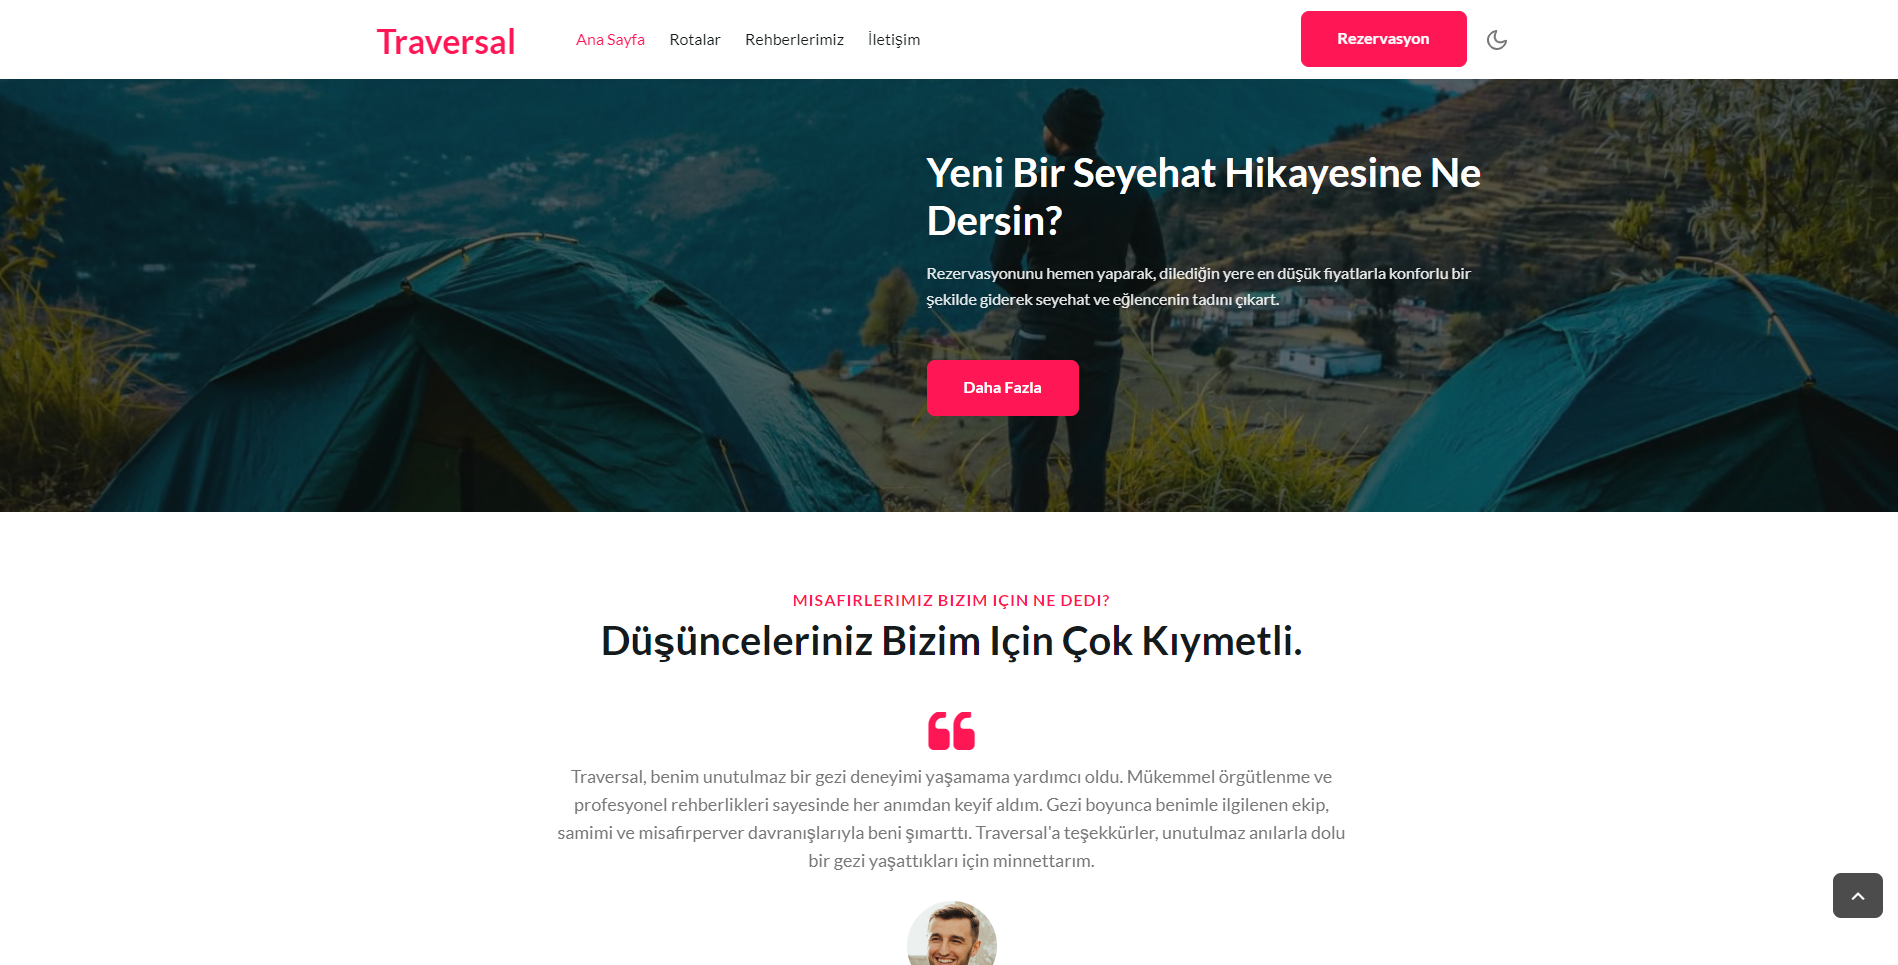 Traversal
Ana Sayfa Rotalar Rehberlerimiz İletişim
Rezervasyon
Yeni Bir Seyehat Hikayesine Ne
Dersin?
Rezervasyonunu hemen yaparak, dilediğin yere en düşük fiyatlarla konforlu bir
şekilde giderek seyehat ve eğlencenin tadını çıkart.
Daha Fazla
MISAFIRLERIMIZ BIZIM IÇIN NE DEDI?
Düşünceleriniz Bizim Için Çok Kıymetli.
Traversal, benim unutulmaz bir gezi deneyimi yaşamama yardımcı oldu. Mükemmel örgütlenme ve
profesyonel rehberlikleri sayesinde her anımdan keyif aldım. Gezi boyunca benimle ilgilenen ekip,
samimi ve misafirperver davranışlarıyla beni şımarttı. Traversal'a teşekkürler, unutulmaz anılarla dolu
bir gezi yaşattıkları için minnettarım.